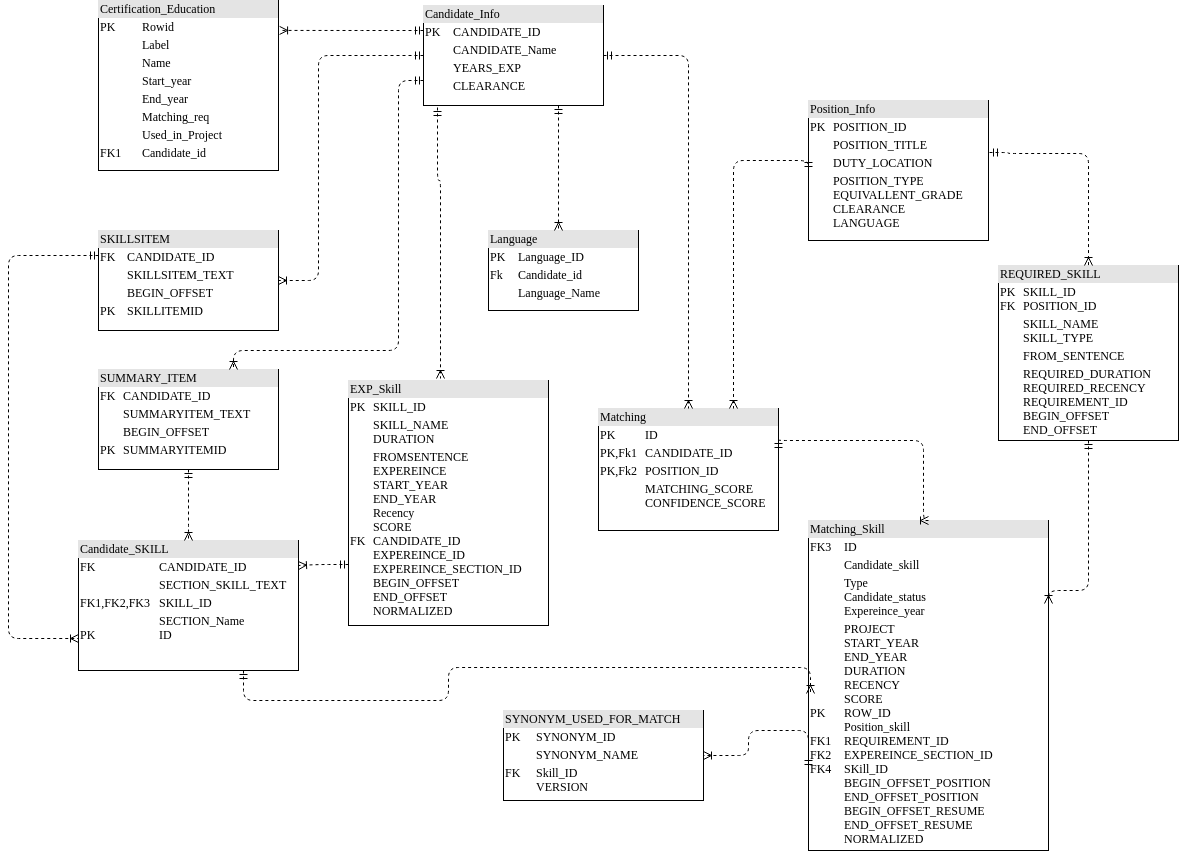 Certification_Education
PK Rowid
Label
Name
Start_year
End_year
Matching_req
Used_in_Project
FK1 Candidate_id
Candidate_Info
PK CANDIDATE_ID
CANDIDATE_Name
YEARS_EXP
CLEARANCE
Position_Info
PK POSITION_ID
POSITION_TITLE
DUTY_LOCATION
POSITION_TYPE
EQUIVALLENT_GRADE
CLEARANCE
LANGUAGE
SKILLSITEM
FK CANDIDATE_ID
SKILLSITEM_TEXT
BEGIN_OFFSET
PK SKILLITEMID
Language
PK Language_ID
Fk Candidate_id
Language_Name
REQUIRED_SKILL
PK SKILL_ID
FK POSITION_ID
SKILL_NAME
SKILL_TYPE
FROM_SENTENCE
REQUIRED_DURATION
REQUIRED_RECENCY
REQUIREMENT_ID
BEGIN_OFFSET
END_OFFSET
SUMMARY_ITEM
FK CANDIDATE_ID
SUMMARYITEM_TEXT
BEGIN_OFFSET
PK SUMMARYITEMID
EXP_Skill
PK SKILL_ID
SKILL_NAME
DURATION
FROMSENTENCE
EXPEREINCE
START_YEAR
END_YEAR
Recency
SCORE
FK CANDIDATE_ID
EXPEREINCE_ID
EXPEREINCE_SECTION_ID
BEGIN_OFFSET
END_OFFSET
NORMALIZED
Matching
PK ID
PK,Fk1 CANDIDATE_ID
PK,Fk2 POSITION_ID
MATCHING_SCORE
CONFIDENCE_SCORE
Candidate_SKILL
FK CANDIDATE_ID
SECTION_SKILL_TEXT
FK1,FK2,FK3 SKILL_ID
SECTION_Name
PK ID
Matching_Skill
FK3 ID
Candidate_skill
Type
Candidate_status
Expereince_year
PROJECT
START_YEAR
END_YEAR
DURATION
RECENCY
SCORE
PK ROW_ID
Position_skill
FK1 REQUIREMENT_ID
FK2 EXPEREINCE_SECTION_ID
FK4 SKill_ID
BEGIN_OFFSET_POSITION
END_OFFSET_POSITION
BEGIN_OFFSET_RESUME
END_OFFSET_RESUME
NORMALIZED
SYNONYM_USED_FOR_MATCH
PK SYNONYM_ID
SYNONYM_NAME
FK Skill_ID
VERSION